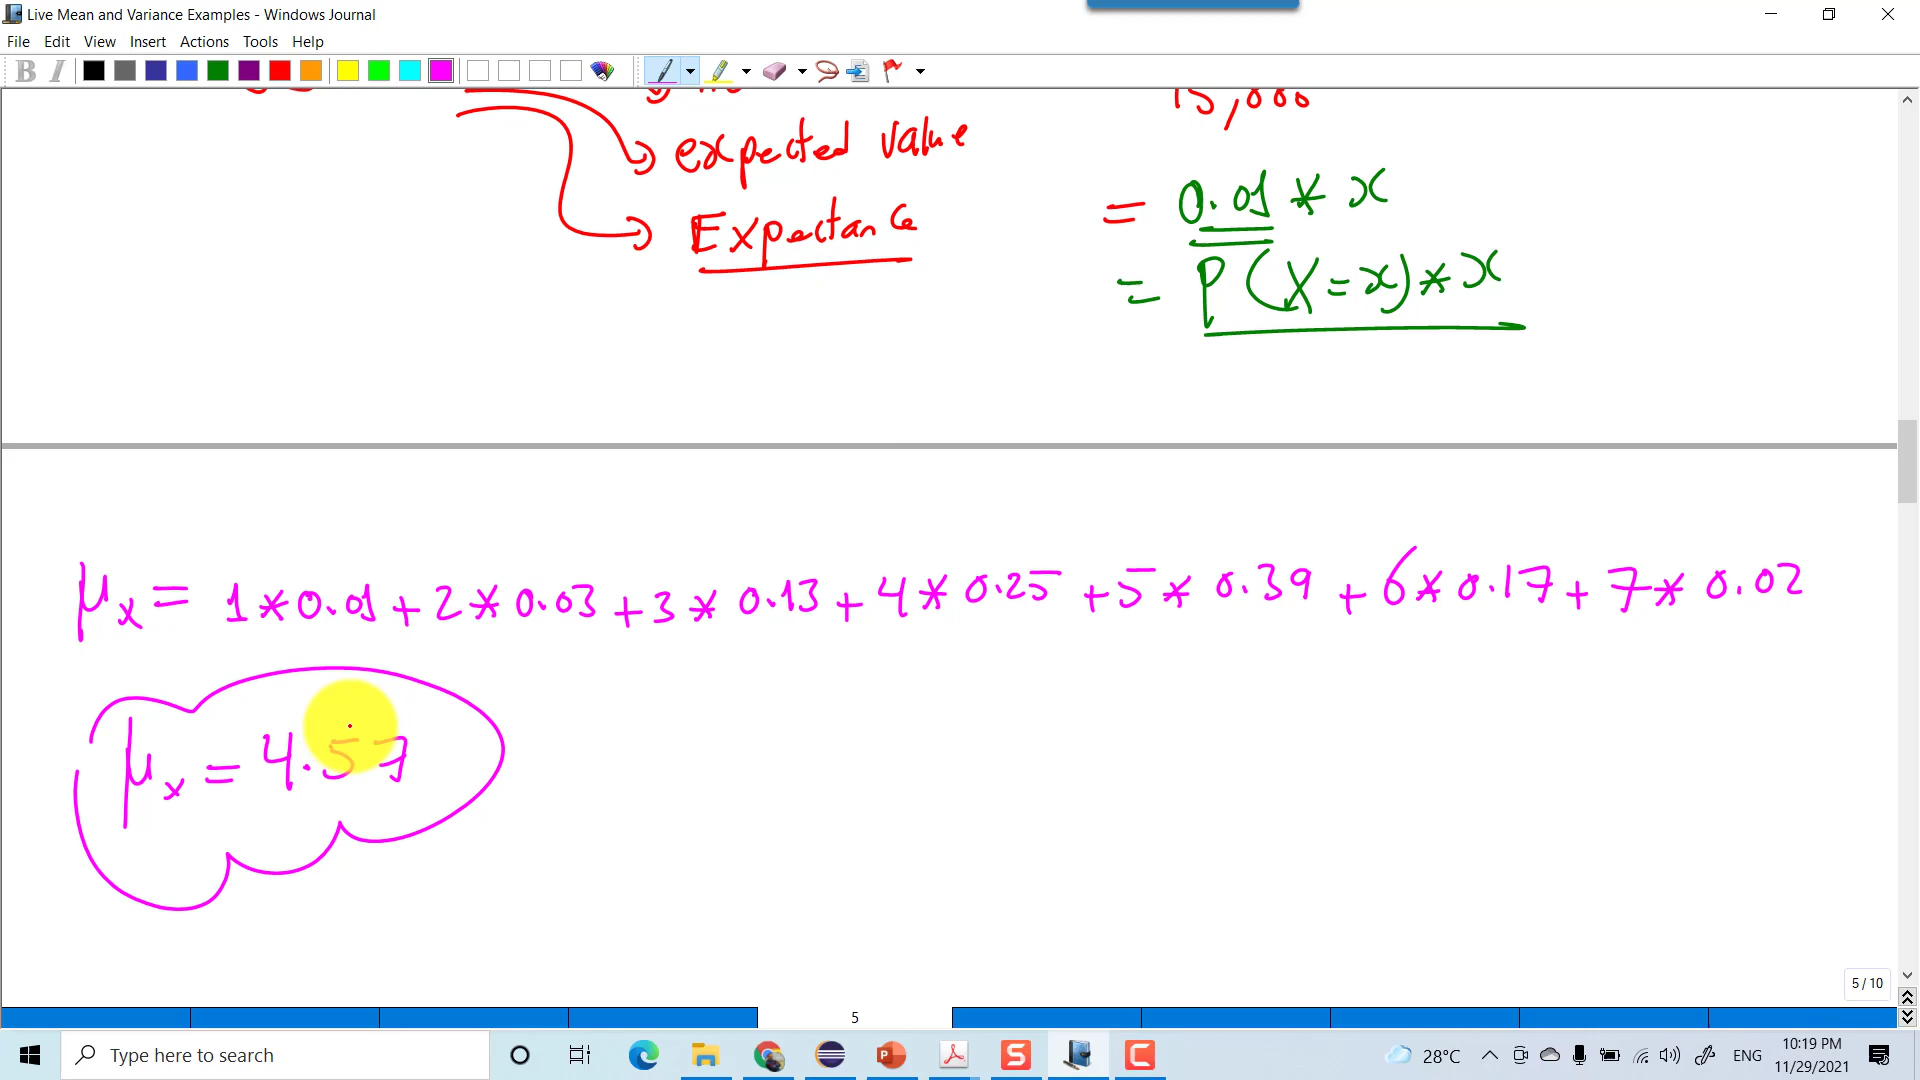 Live Mean and Variance Examples - Windows Journal
File Edit View Insert Actions Tools Help
B I
15,000
expected value
Expectance
= 0.01 * x
= P(X=x) * x
μx = 1*0.01+2*0.03+3*0.13+4*0.25+5*0.39+6*0.17+7*0.02
μx = 4.57
5 / 10
5
Type here to search
28°C
ENG
10:19 PM
11/29/2021